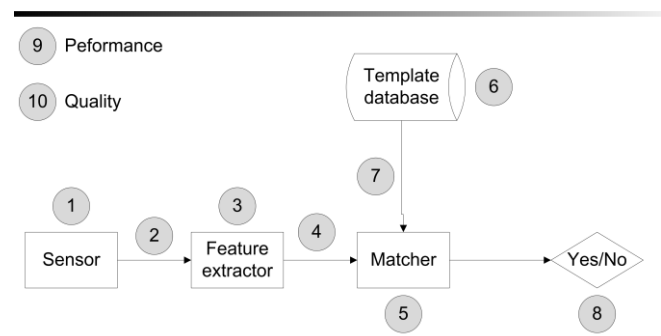 9 Peformance
10 Quality
Template
database
6
7
1
2
3
4
Sensor
Feature
extractor
Matcher
Yes/No
5
8